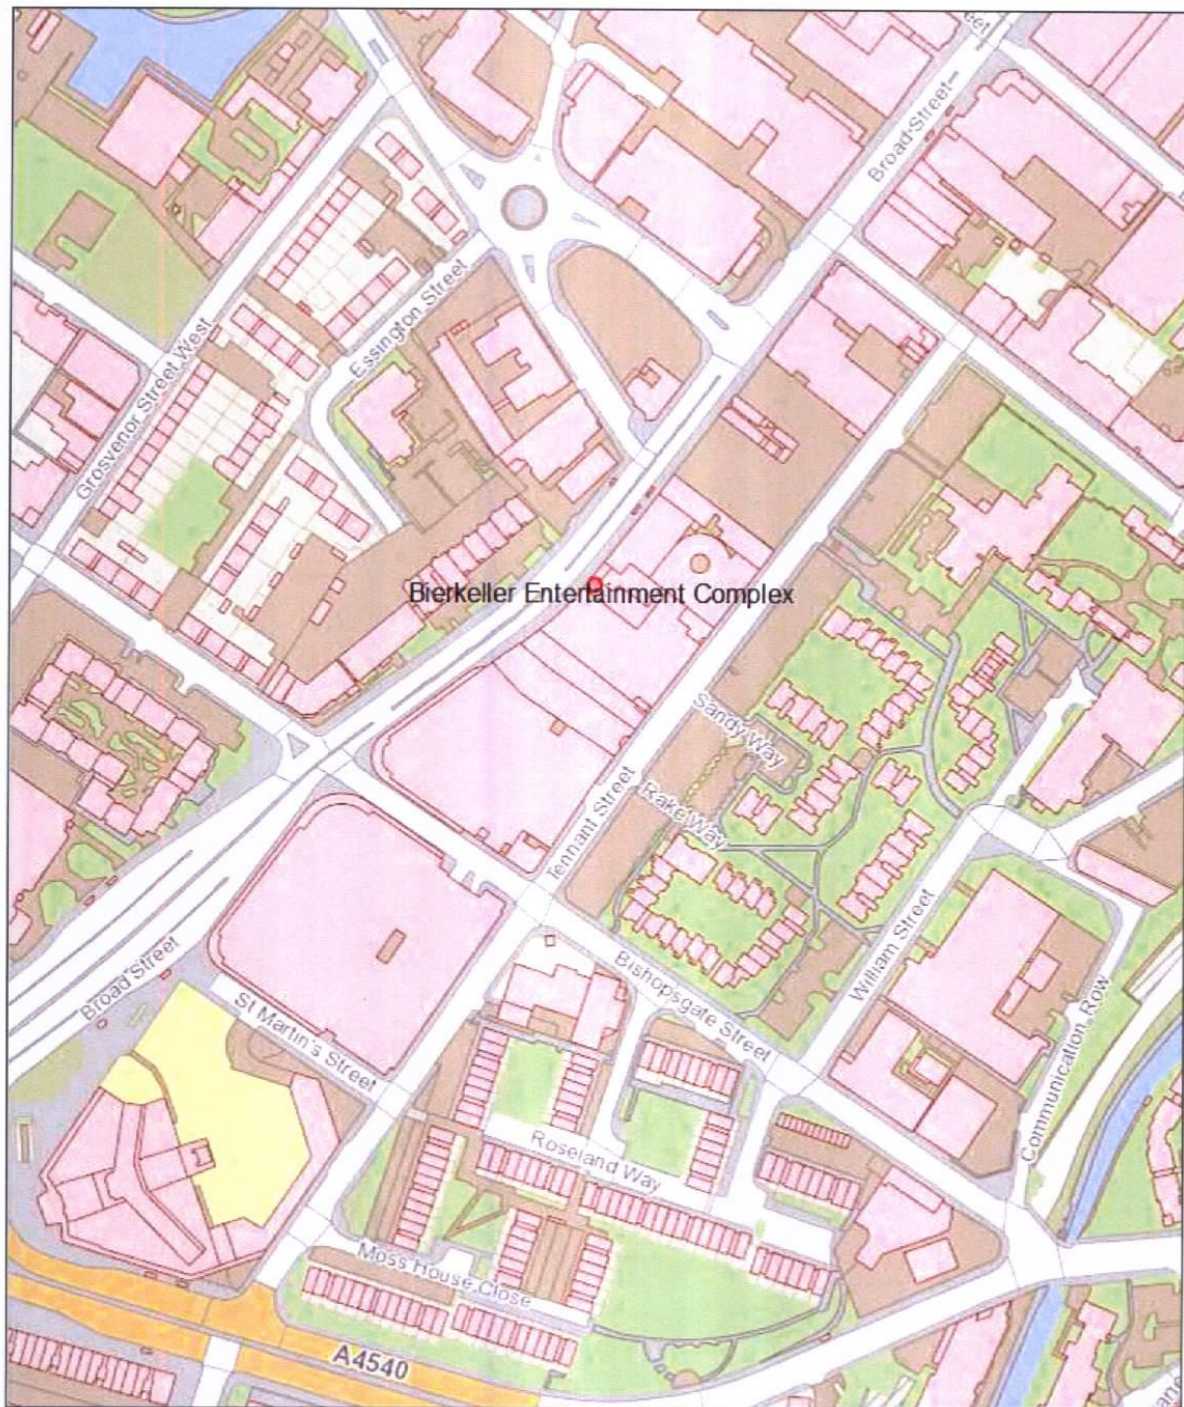 Broad Street
Essington Street
Grosvenor Street West
Bierkeller Entertainment Complex
Sandy Way
Rake Way
Tennant Street
William Street
Broad Street
Bishopsgate Street
St Martin's Street
Communication Row
Roseland Way
Moss House Close
A4540